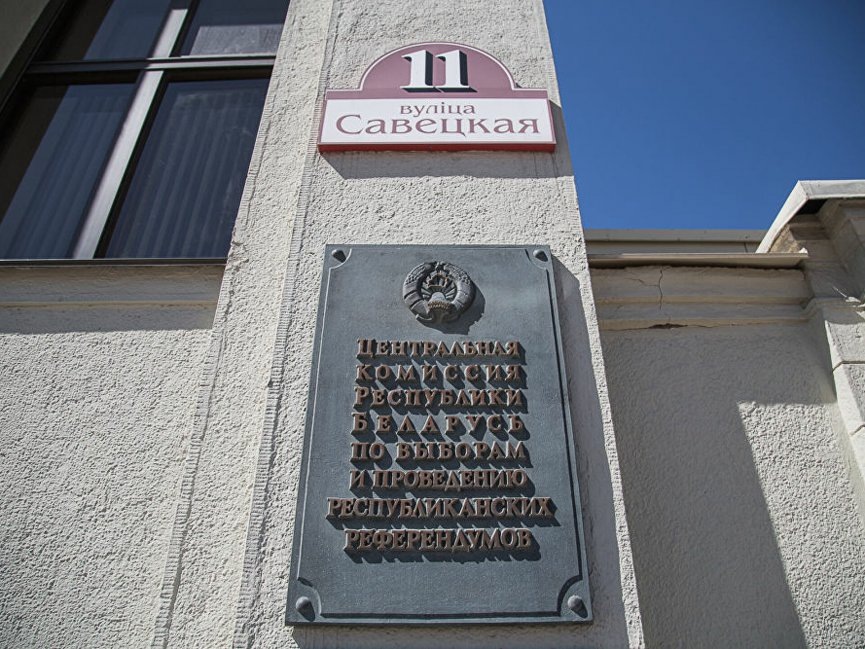 11
вуліца
Савецкая
ЦЕНТРАЛЬНАЯ
КОМИССИЯ
РЕСПУБЛИКИ
БЕЛАРУСЬ
ПО ВЫБОРАМ
И ПРОВЕДЕНИЮ
РЕСПУБЛИКАНСКИХ
РЕФЕРЕНДУМОВ